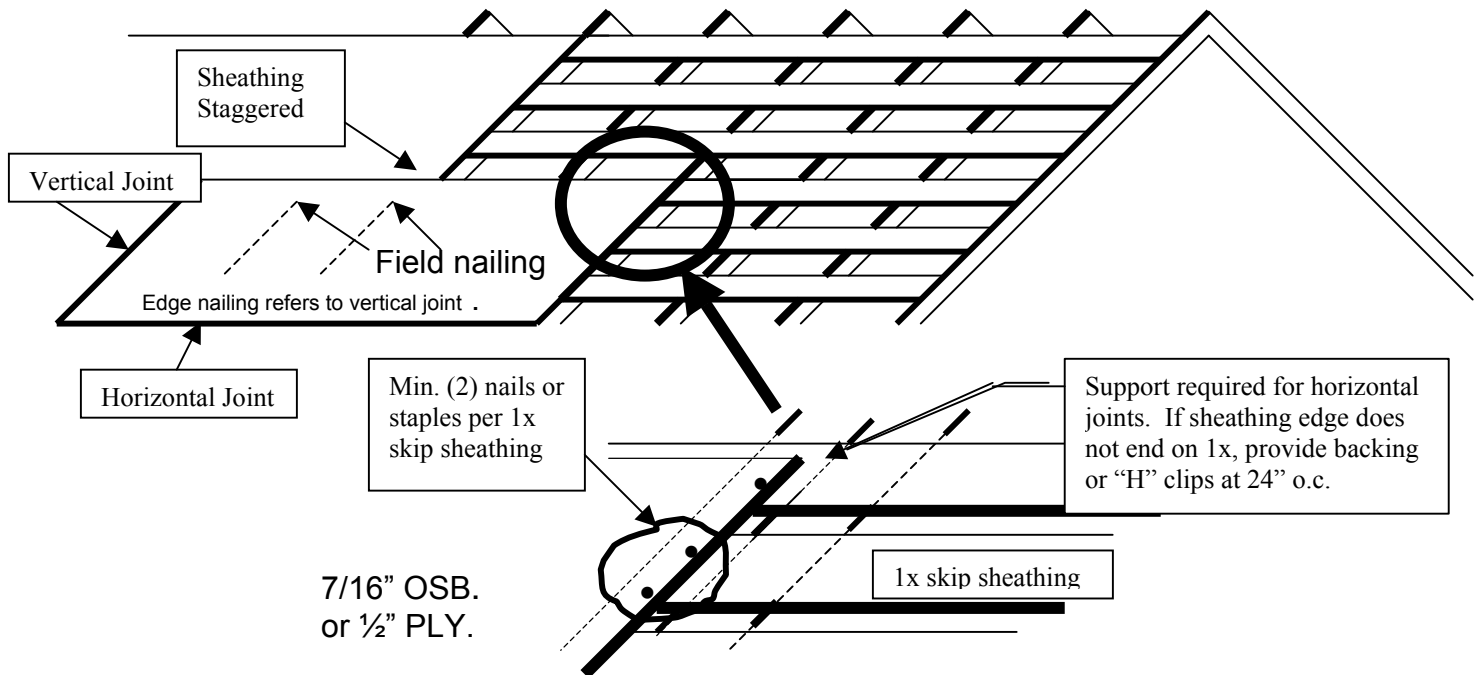 Sheathing
Staggered
Vertical Joint
Field nailing
Edge nailing refers to vertical joint .
Horizontal Joint
Min. (2) nails or
staples per 1x
skip sheathing
Support required for horizontal
joints.  If sheathing edge does
not end on 1x, provide backing
or “H” clips at 24” o.c.
1x skip sheathing
7/16” OSB.
or ½” PLY.